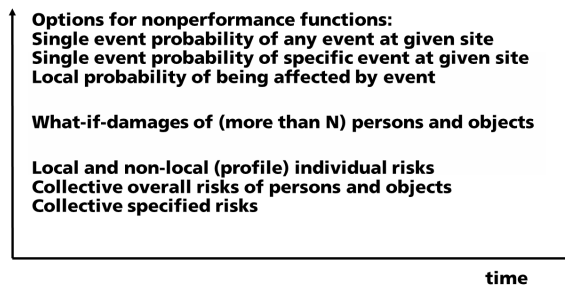 Options for nonperformance functions:
Single event probability of any event at given site
Single event probability of specific event at given site
Local probability of being affected by event
What-if-damages of (more than N) persons and objects
Local and non-local (profile) individual risks
Collective overall risks of persons and objects
Collective specified risks
time